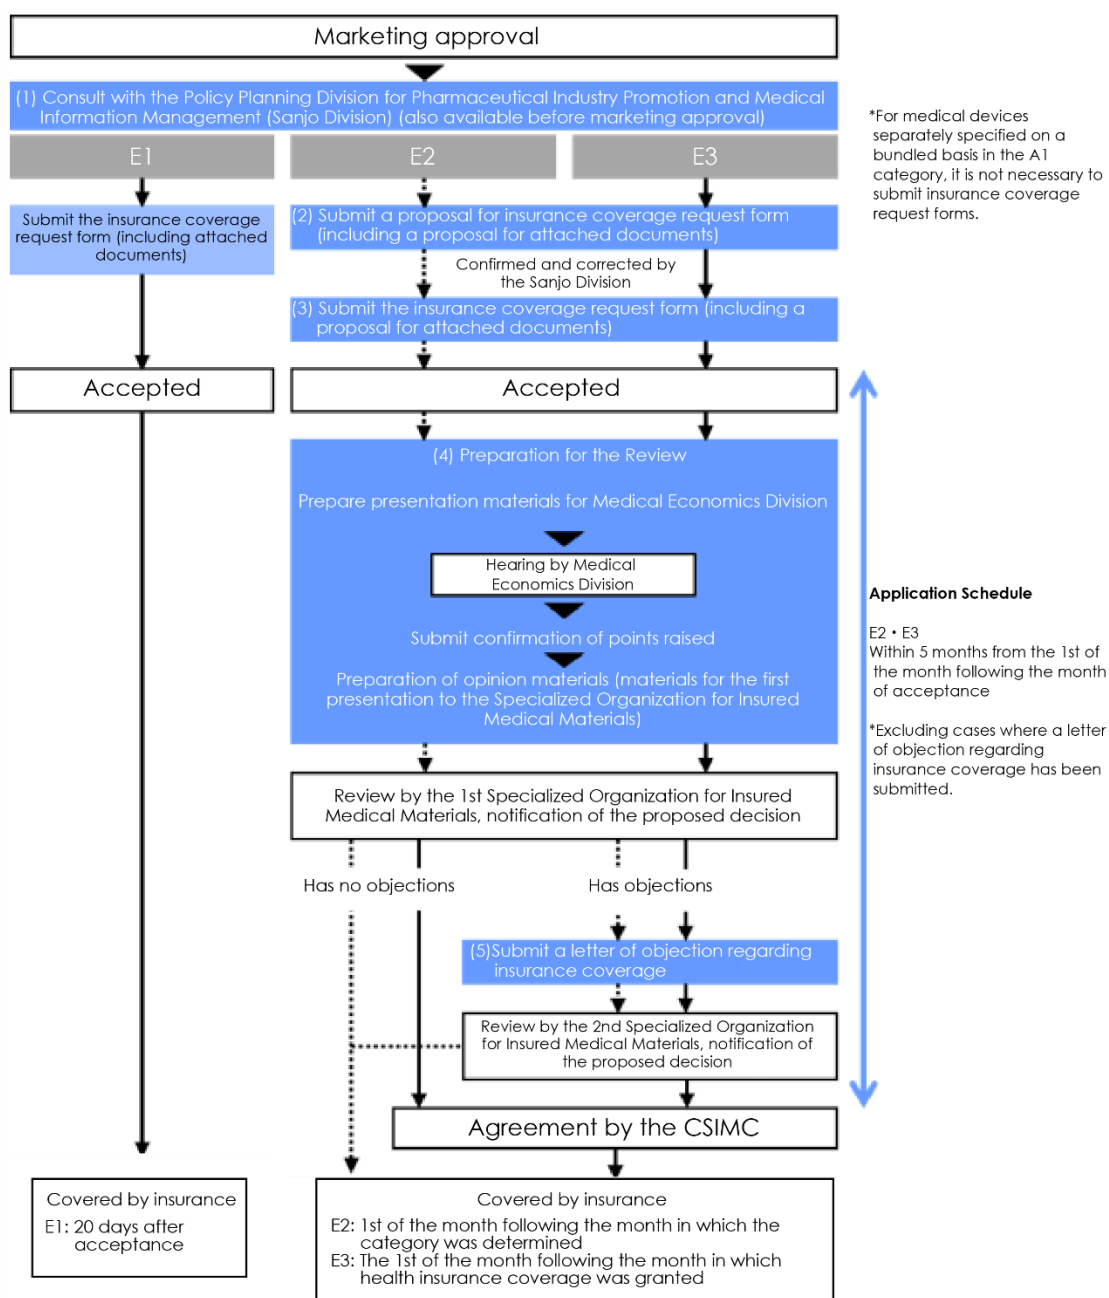 Marketing approval
(1) Consult with the Policy Planning Division for Pharmaceutical Industry Promotion and Medical
Information Management (Sanjo Division) (also available before marketing approval)
*For medical devices
separately specified on a
bundled basis in the A1
category, it is not necessary to
submit insurance coverage
request forms.
E1
E2
E3
Submit the insurance coverage
request form (including attached
documents)
(2) Submit a proposal for insurance coverage request form
(including a proposal for attached documents)
Confirmed and corrected by
the Sanjo Division
(3) Submit the insurance coverage request form (including a
proposal for attached documents)
Accepted
Accepted
(4) Preparation for the Review
Prepare presentation materials for Medical Economics Division
Hearing by Medical
Economics Division
Submit confirmation of points raised
Preparation of opinion materials (materials for the first
presentation to the Specialized Organization for Insured
Medical Materials)
Application Schedule
E2・E3
Within 5 months from the 1st of
the month following the month
of acceptance
*Excluding cases where a letter
of objection regarding
insurance coverage has been
submitted.
Review by the 1st Specialized Organization for Insured
Medical Materials, notification of the proposed decision
Has no objections
Has objections
(5)Submit a letter of objection regarding
insurance coverage
Review by the 2nd Specialized Organization
for Insured Medical Materials, notification of
the proposed decision
Agreement by the CSIMC
Covered by insurance
E1: 20 days after
acceptance
Covered by insurance
E2: 1st of the month following the month in which the
category was determined
E3: The 1st of the month following the month in which
health insurance coverage was granted